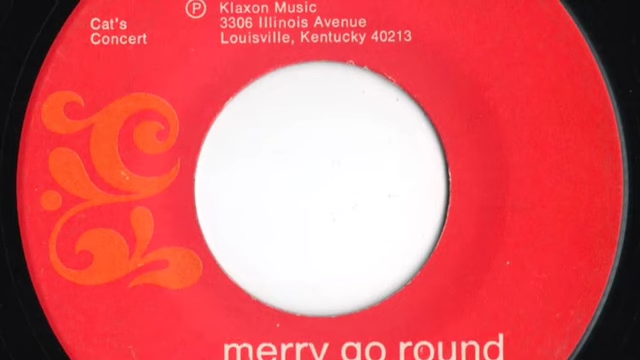 Cat's
Concert
℗ Klaxon Music
3306 Illinois Avenue
Louisville, Kentucky 40213
merry go round